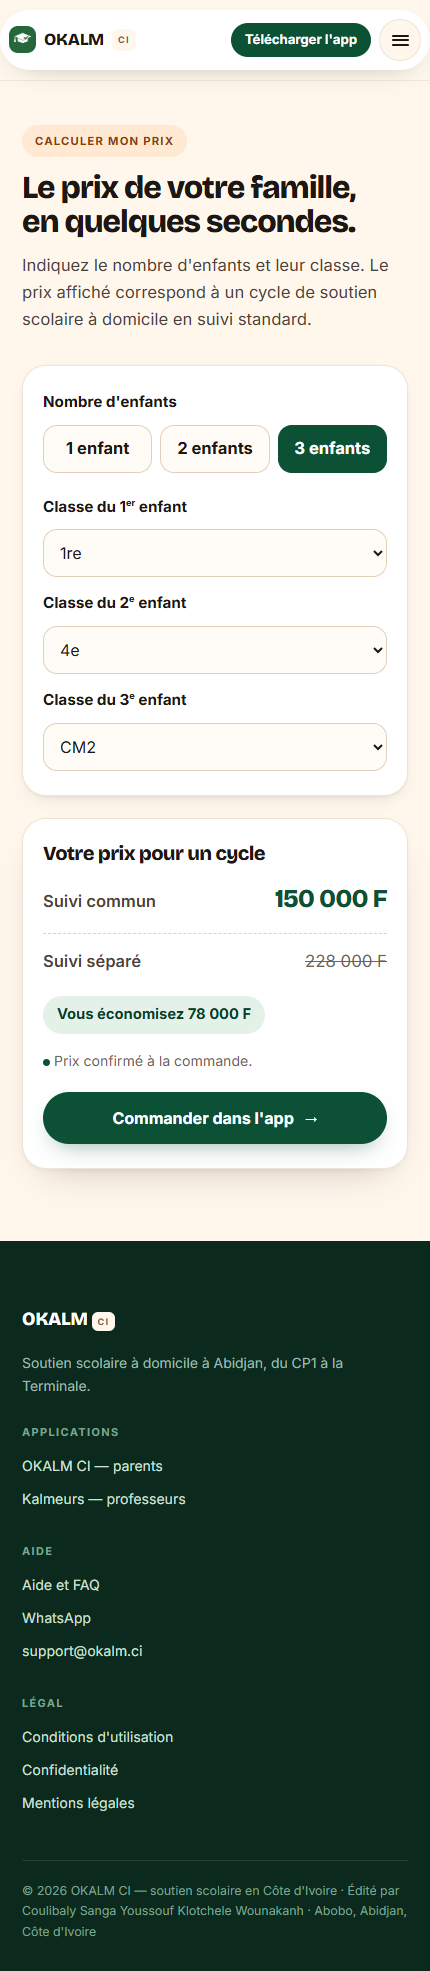 OKALM CI
Télécharger l'app
CALCULER MON PRIX
Le prix de votre famille,
en quelques secondes.
Indiquez le nombre d'enfants et leur classe. Le
prix affiché correspond à un cycle de soutien
scolaire à domicile en suivi standard.
Nombre d'enfants
1 enfant 2 enfants 3 enfants
Classe du 1er enfant
1re
Classe du 2e enfant
4e
Classe du 3e enfant
CM2
Votre prix pour un cycle
Suivi commun 150 000 F
Suivi séparé 228 000 F
Vous économisez 78 000 F
Prix confirmé à la commande.
Commander dans l'app →
OKALM CI
Soutien scolaire à domicile à Abidjan, du CP1 à la
Terminale.
APPLICATIONS
OKALM CI — parents
Kalmeurs — professeurs
AIDE
Aide et FAQ
WhatsApp
support@okalm.ci
LÉGAL
Conditions d'utilisation
Confidentialité
Mentions légales
© 2026 OKALM CI — soutien scolaire en Côte d'Ivoire · Édité par
Coulibaly Sanga Youssouf Klotchele Wounakanh · Abobo, Abidjan,
Côte d'Ivoire